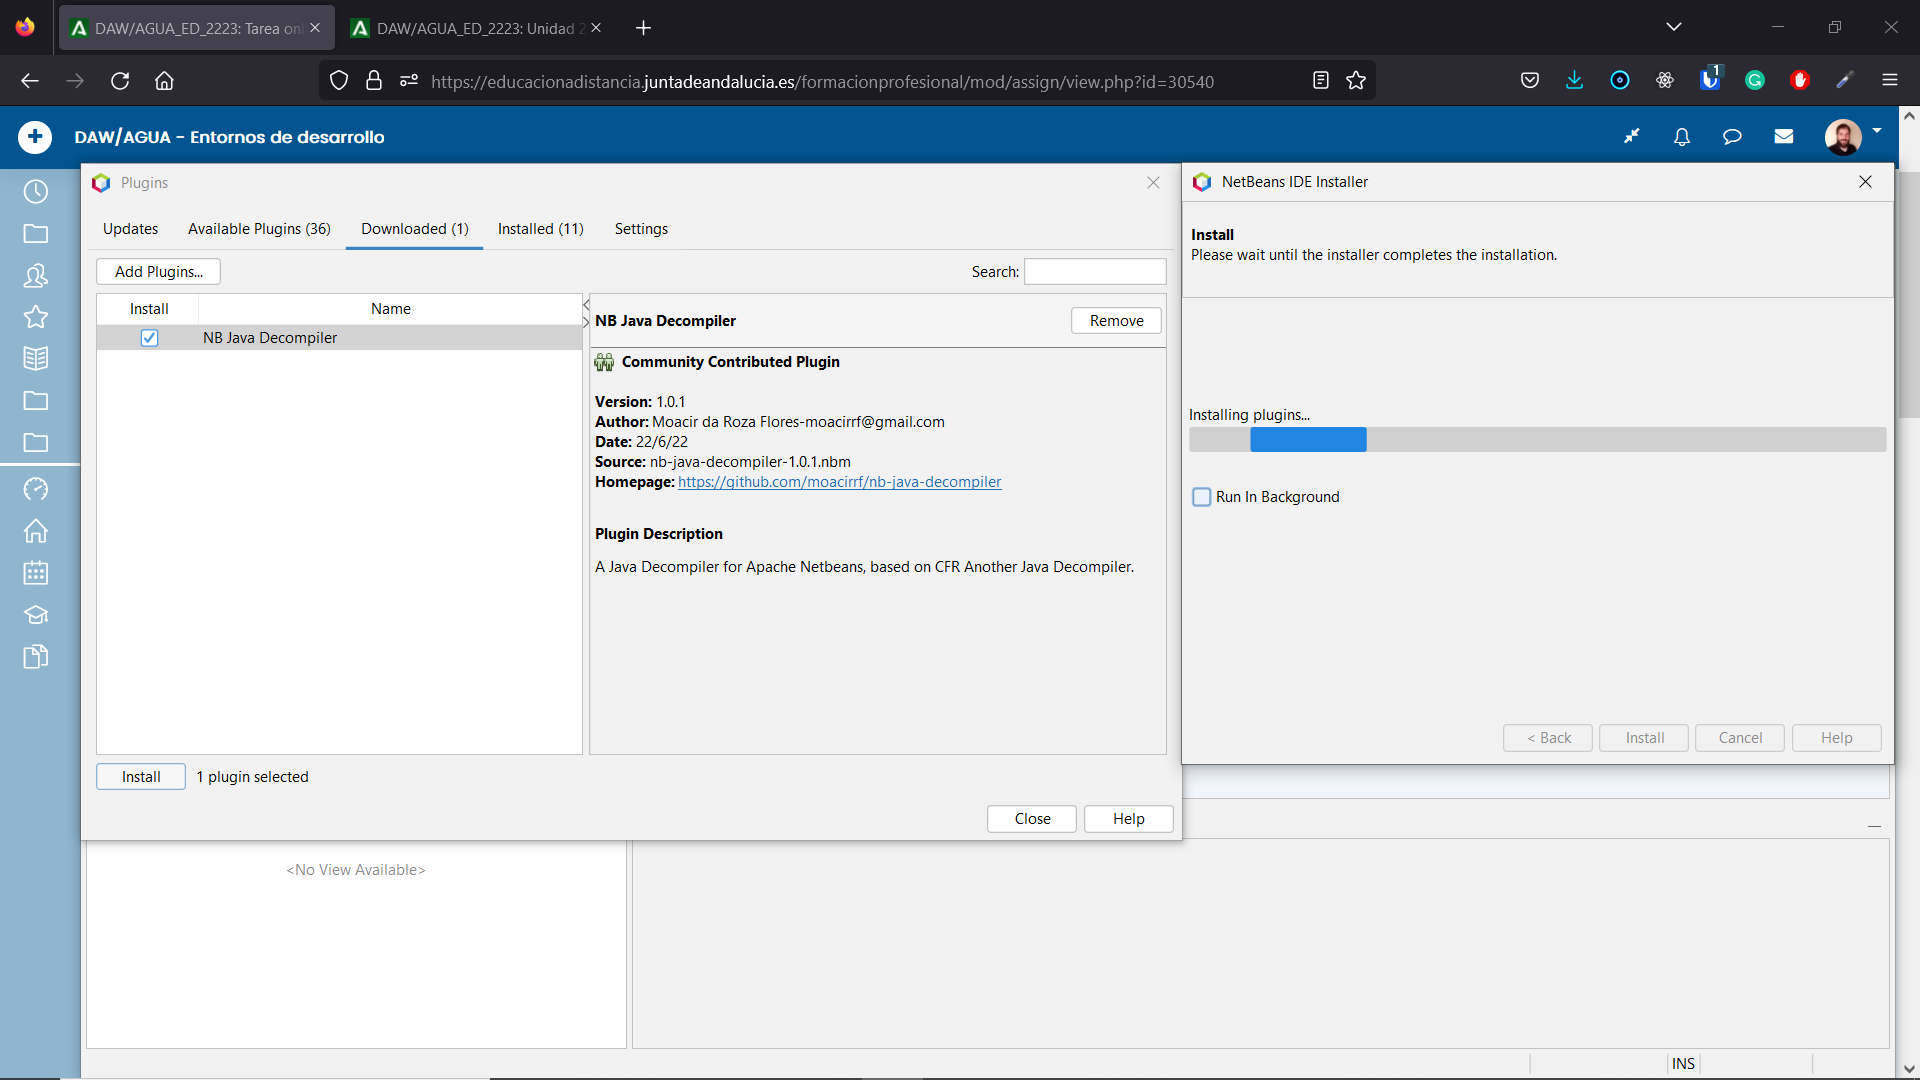 DAW/AGUA_ED_2223: Tarea onl
DAW/AGUA_ED_2223: Unidad 2
https://educacionadistancia.juntadeandalucia.es/formacionprofesional/mod/assign/view.php?id=30540
1
DAW/AGUA - Entornos de desarrollo
Plugins
Updates
Available Plugins (36)
Downloaded (1)
Installed (11)
Settings
Add Plugins...
Search:
Install
Name
NB Java Decompiler
NB Java Decompiler
Remove
Community Contributed Plugin
Version: 1.0.1
Author: Moacir da Roza Flores-moacirrf@gmail.com
Date: 22/6/22
Source: nb-java-decompiler-1.0.1.nbm
Homepage: https://github.com/moacirrf/nb-java-decompiler
Plugin Description
A Java Decompiler for Apache Netbeans, based on CFR Another Java Decompiler.
Install
1 plugin selected
Close
Help
NetBeans IDE Installer
Install
Please wait until the installer completes the installation.
Installing plugins...
Run In Background
< Back
Install
Cancel
Help
<No View Available>
INS